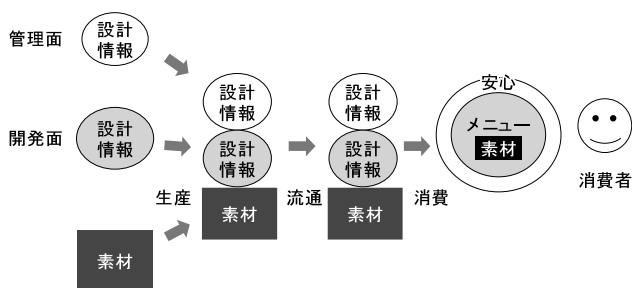 管理面
設計
情報
開発面
設計
情報
素材
生産
設計
情報
設計
情報
素材
流通
設計
情報
設計
情報
素材
消費
安心
メニュー
素材
消費者